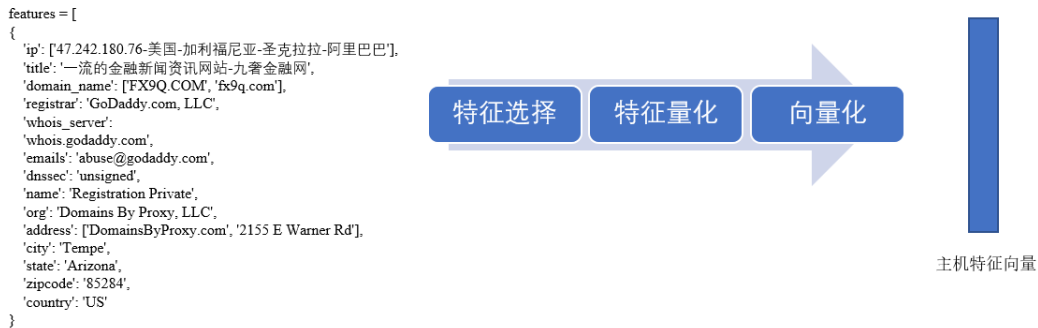 features = [
{
'ip': ['47.242.180.76-美国-加利福尼亚-圣克拉拉-阿里巴巴'],
'title': '一流的金融新闻资讯网站-九奢金融网',
'domain_name': ['FX9Q.COM', 'fx9q.com'],
'registrar': 'GoDaddy.com, LLC',
'whois_server':
'whois.godaddy.com',
'emails': 'abuse@godaddy.com',
'dnssec': 'unsigned',
'name': 'Registration Private',
'org': 'Domains By Proxy, LLC',
'address': ['DomainsByProxy.com', '2155 E Warner Rd'],
'city': 'Tempe',
'state': 'Arizona',
'zipcode': '85284',
'country': 'US'
}
特征选择
特征量化
向量化
主机特征向量